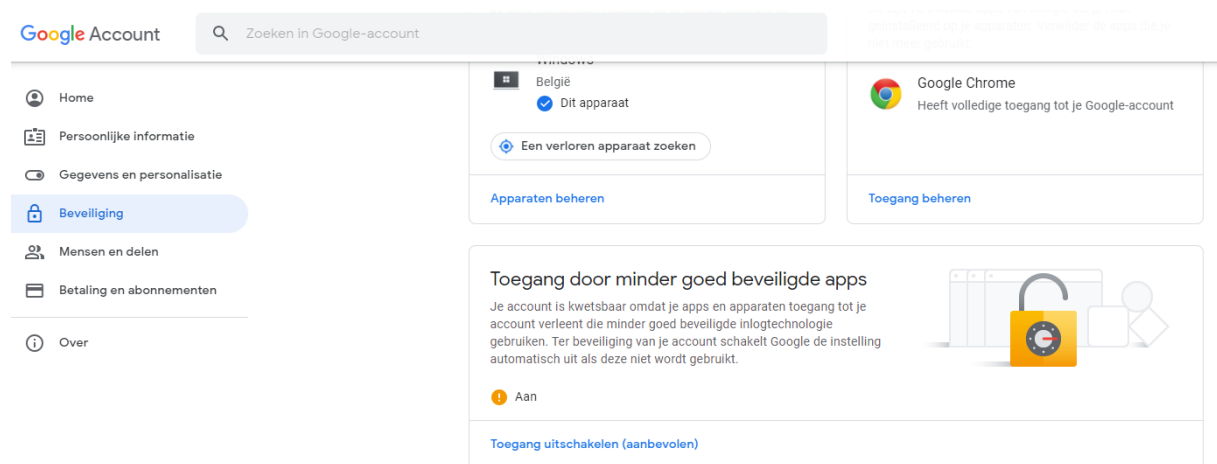 Google Account
Zoeken in Google-account
Home
Persoonlijke informatie
Gegevens en personalisatie
Beveiliging
Mensen en delen
Betaling en abonnementen
Over
Windows
België
Dit apparaat
Een verloren apparaat zoeken
Apparaten beheren
Google Chrome
Heeft volledige toegang tot je Google-account
Toegang beheren
Toegang door minder goed beveiligde apps
Je account is kwetsbaar omdat je apps en apparaten toegang tot je
account verleent die minder goed beveiligde inlogtechnologie
gebruiken. Ter beveiliging van je account schakelt Google de instelling
automatisch uit als deze niet wordt gebruikt.
Aan
Toegang uitschakelen (aanbevolen)